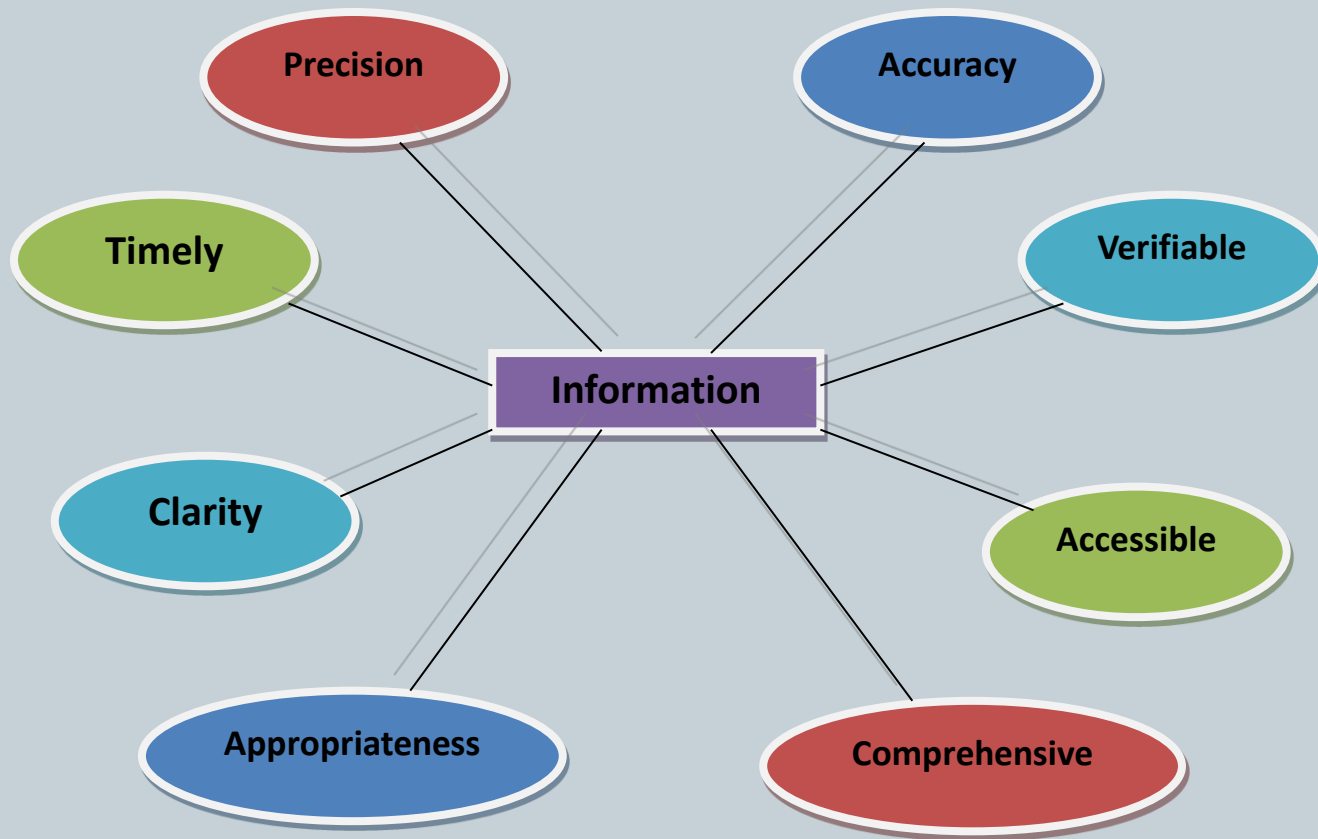 Precision
Accuracy
Timely
Verifiable
Information
Clarity
Accessible
Appropriateness
Comprehensive